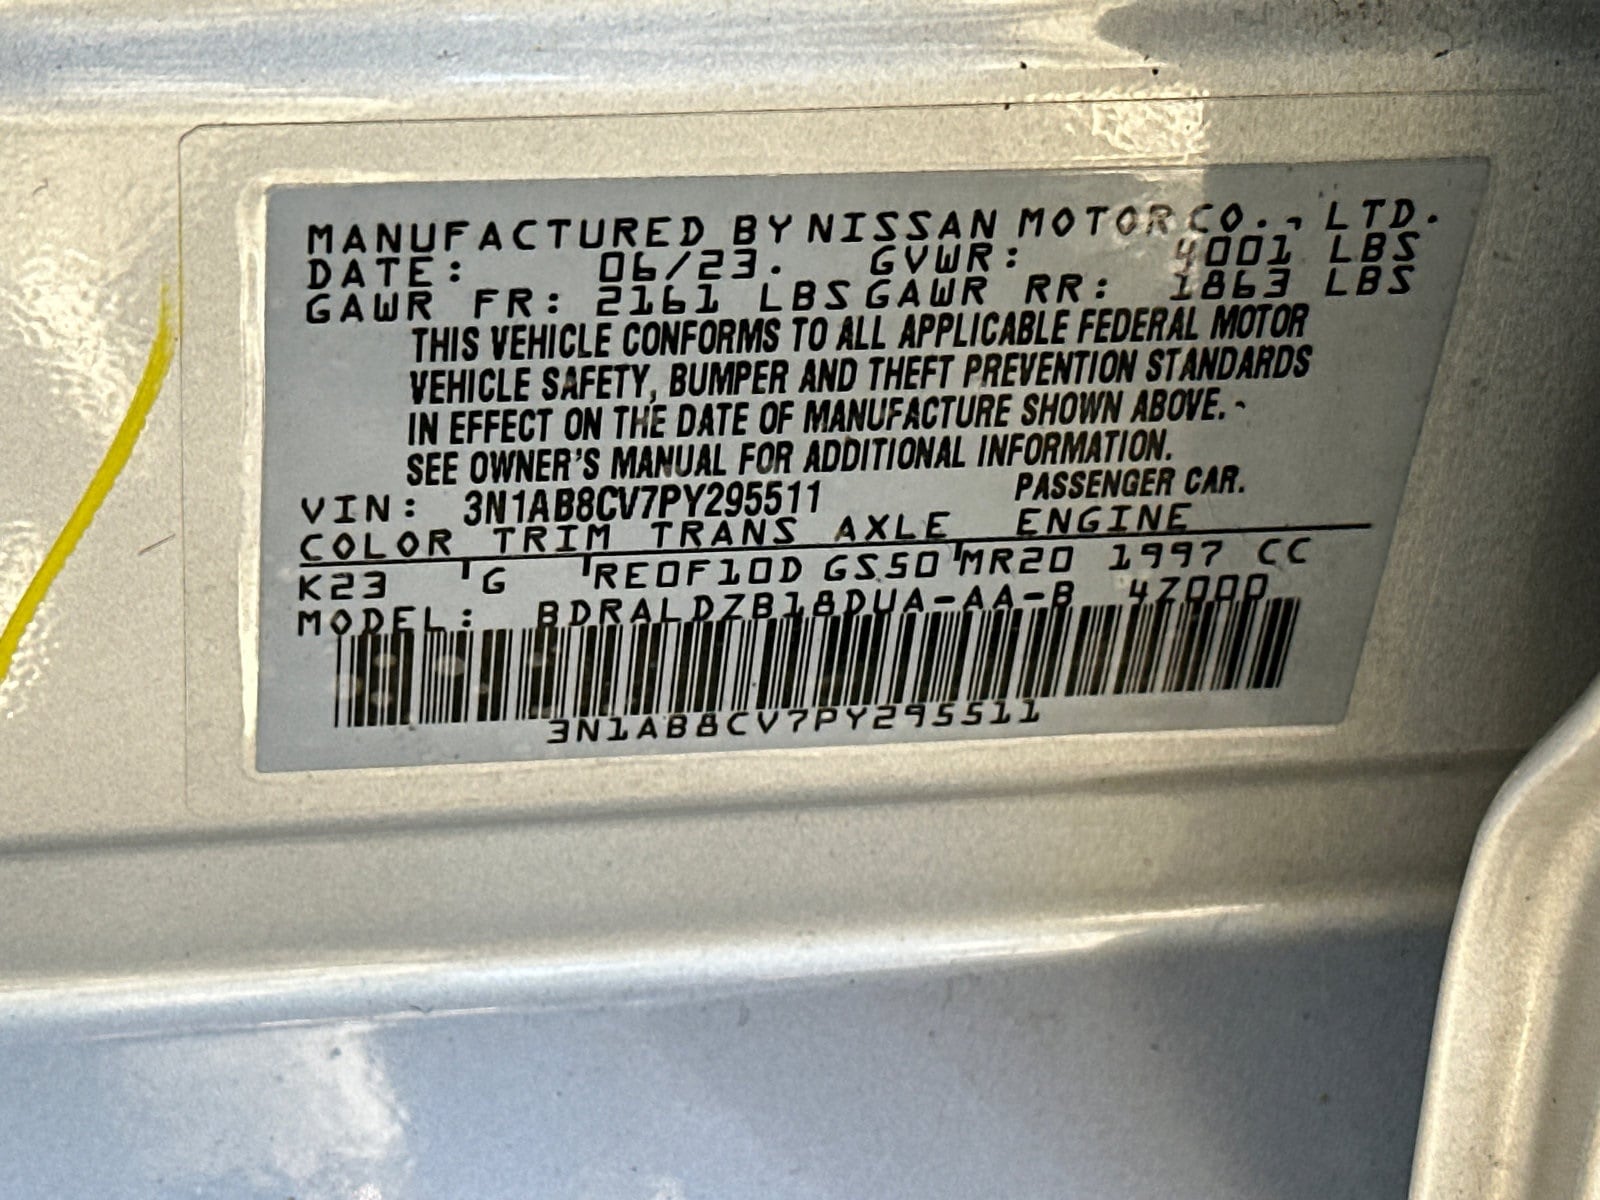 MANUFACTURED BY NISSAN MOTOR CO., LTD.
DATE: 06/23. GVWR: 4001 LBS
GAWR FR: 2161 LBS GAWR RR: 1863 LBS
THIS VEHICLE CONFORMS TO ALL APPLICABLE FEDERAL MOTOR
VEHICLE SAFETY, BUMPER AND THEFT PREVENTION STANDARDS
IN EFFECT ON THE DATE OF MANUFACTURE SHOWN ABOVE.
SEE OWNER'S MANUAL FOR ADDITIONAL INFORMATION.
VIN: 3N1AB8CV7PY295511 PASSENGER CAR.
COLOR TRIM TRANS AXLE ENGINE
K23 G RE0F10D GS50 MR20 1997 CC
MODEL: BDRALDZB18DUA-AA-B 4Z000
3N1AB8CV7PY295511